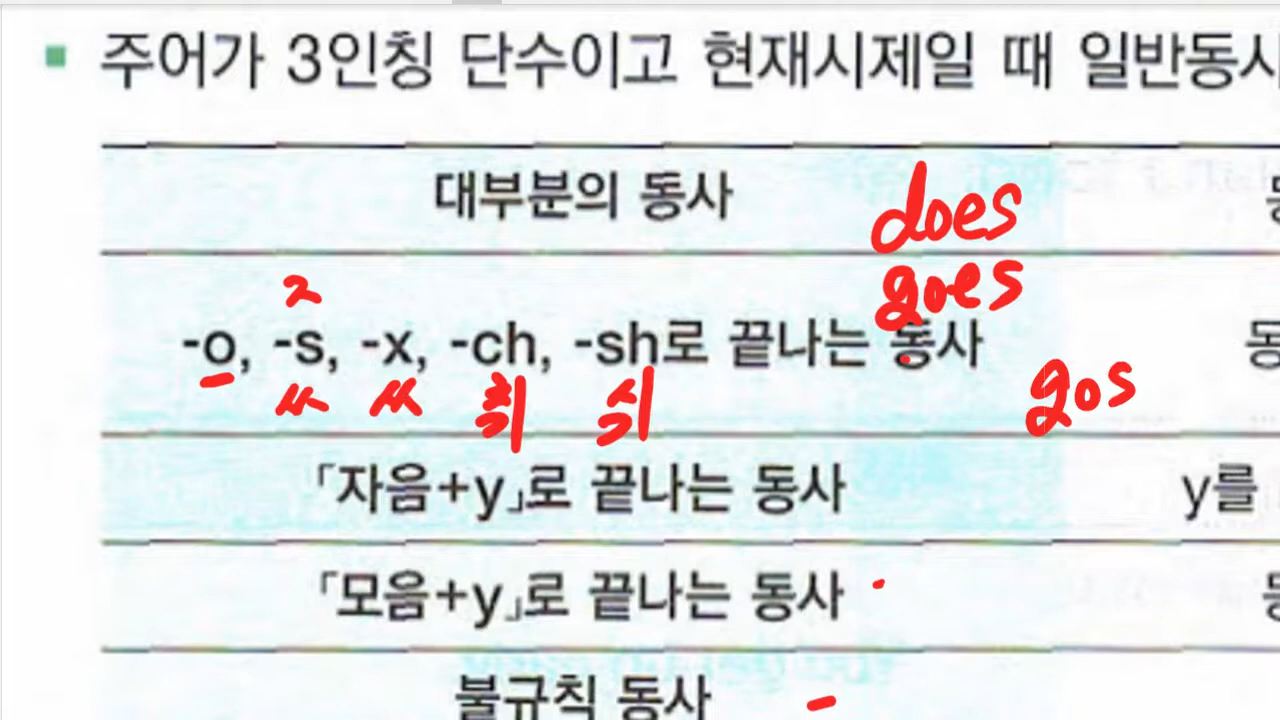 주어가 3인칭 단수이고 현재시제일 때 일반동사
대부분의 동사
does
goes
-o, -s, -x, -ch, -sh로 끝나는 동사 동
ㅅ
ㅆ ㅆ 취 쉬
gos
「자음+y」로 끝나는 동사 y를
「모음+y」로 끝나는 동사
불규칙 동사